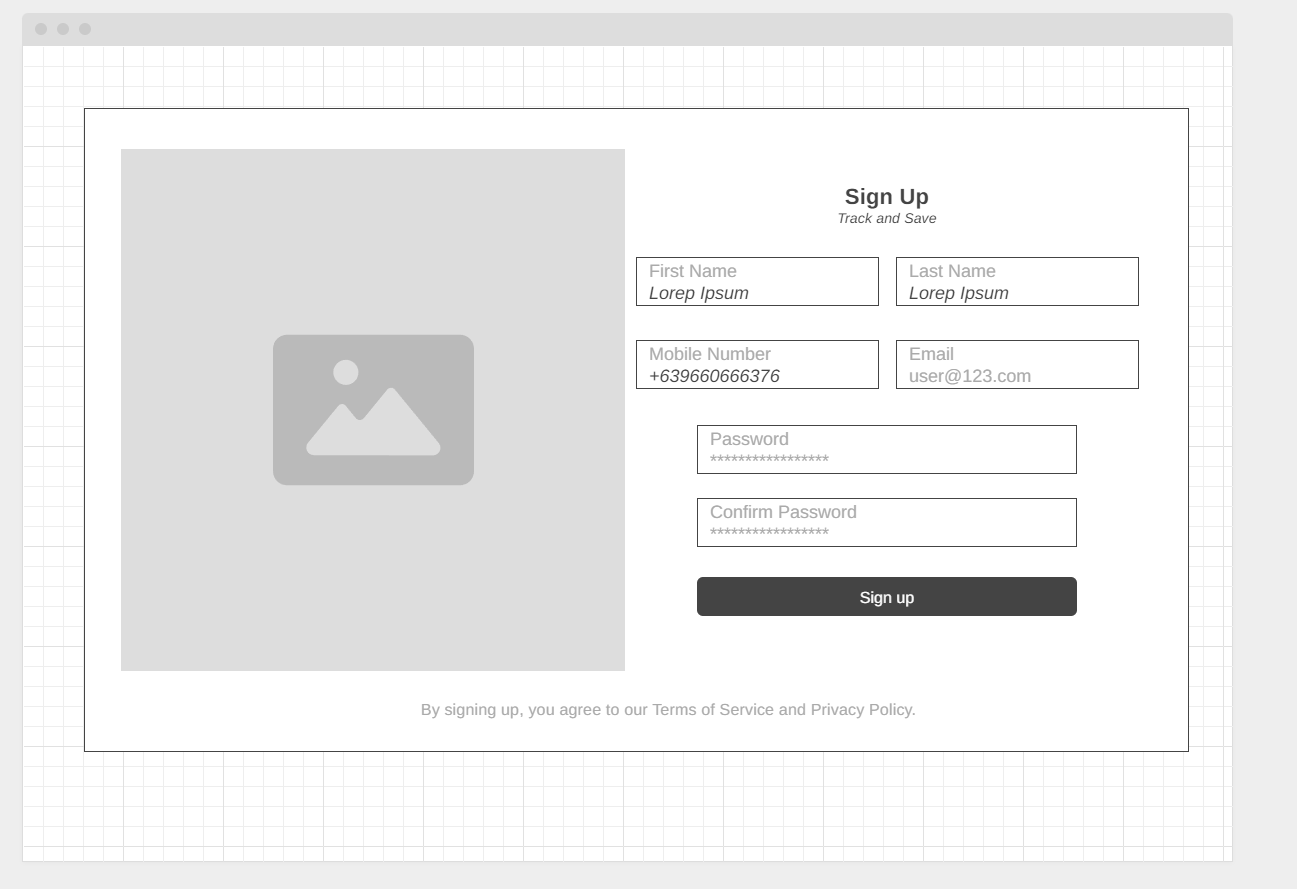 Sign Up
Track and Save
First Name
Lorep Ipsum
Last Name
Lorep Ipsum
Mobile Number
+639660666376
Email
user@123.com
Password
*****************
Confirm Password
*****************
Sign up
By signing up, you agree to our Terms of Service and Privacy Policy.